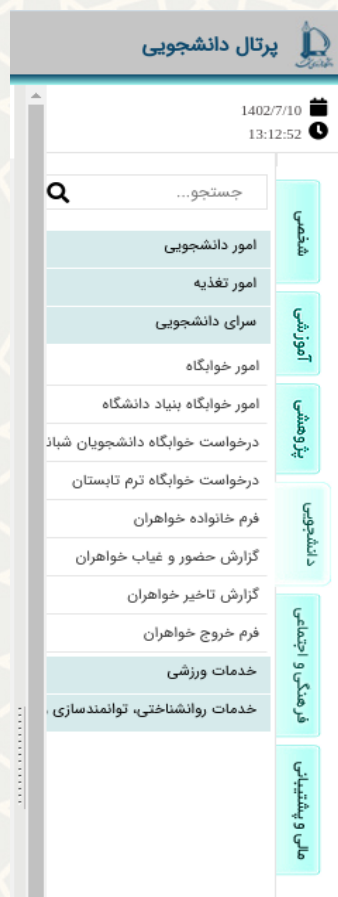 پرتال دانشجویی
1402/7/10
13:12:52
جستجو...
امور دانشجویی
امور تغذیه
سرای دانشجویی
امور خوابگاه
امور خوابگاه بنیاد دانشگاه
درخواست خوابگاه دانشجویان شبان
درخواست خوابگاه ترم تابستان
فرم خانواده خواهران
گزارش حضور و غیاب خواهران
گزارش تاخیر خواهران
فرم خروج خواهران
خدمات ورزشی
خدمات روانشناختی، توانمندسازی
شخصی
آموزشی
پژوهشی
دانشجویی
فرهنگی و اجتماعی
مالی و پشتیبانی